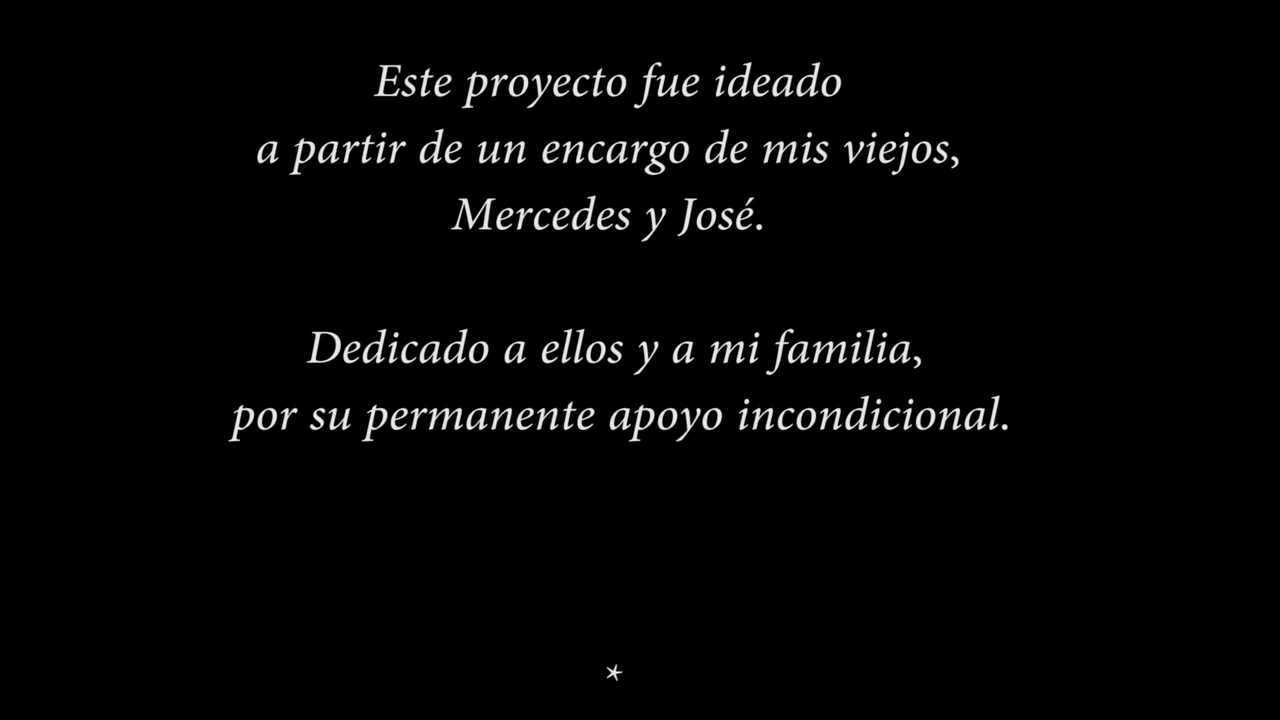 Este proyecto fue ideado
a partir de un encargo de mis viejos,
Mercedes y José.
Dedicado a ellos y a mi familia,
por su permanente apoyo incondicional.
*